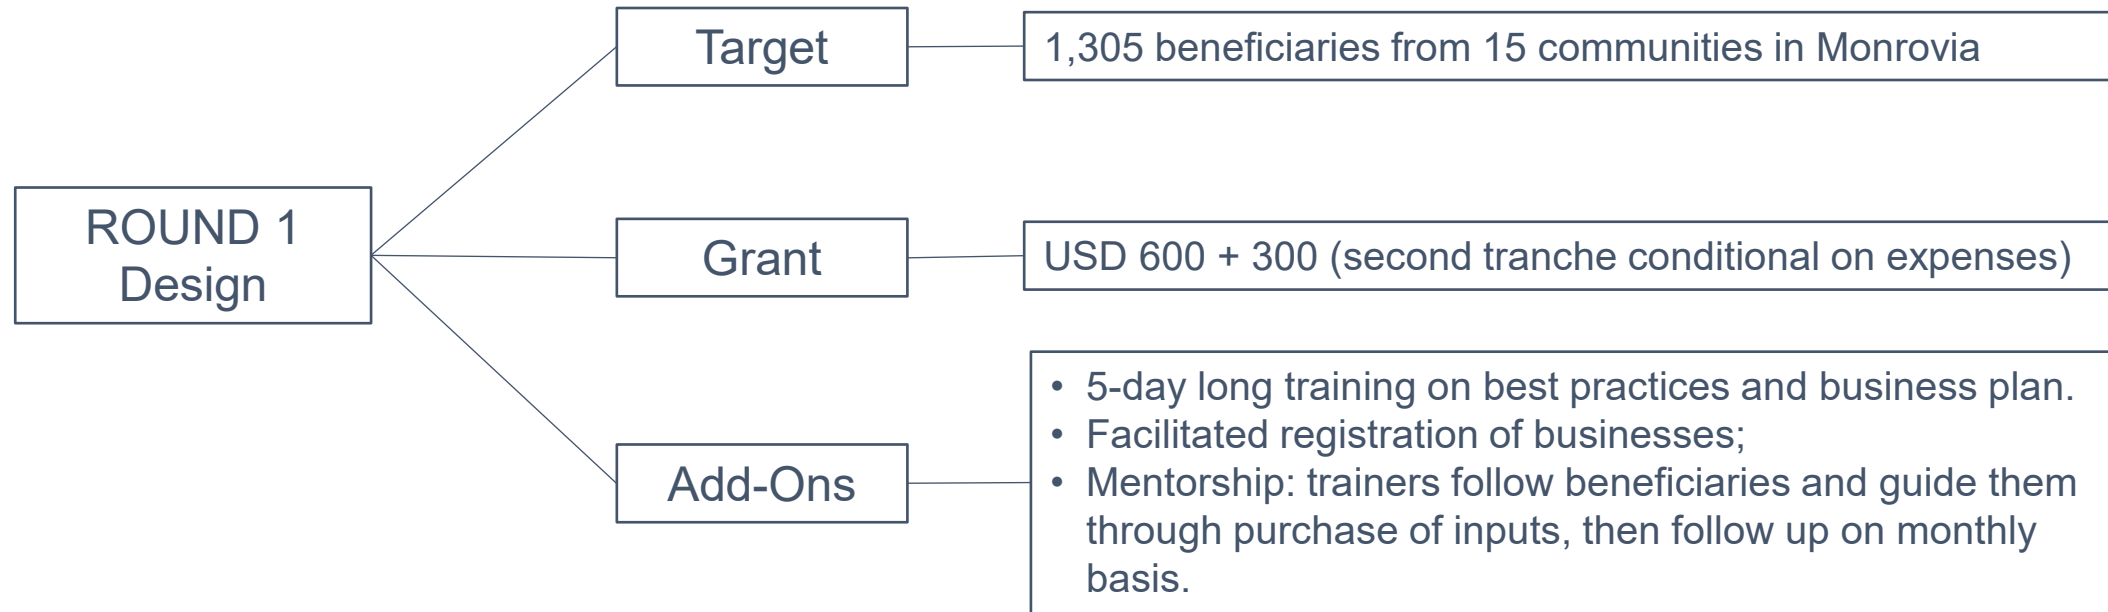 Target
1,305 beneficiaries from 15 communities in Monrovia
ROUND 1
Design
Grant
USD 600 + 300 (second tranche conditional on expenses)
Add-Ons
• 5-day long training on best practices and business plan.
• Facilitated registration of businesses;
• Mentorship: trainers follow beneficiaries and guide them
through purchase of inputs, then follow up on monthly
basis.